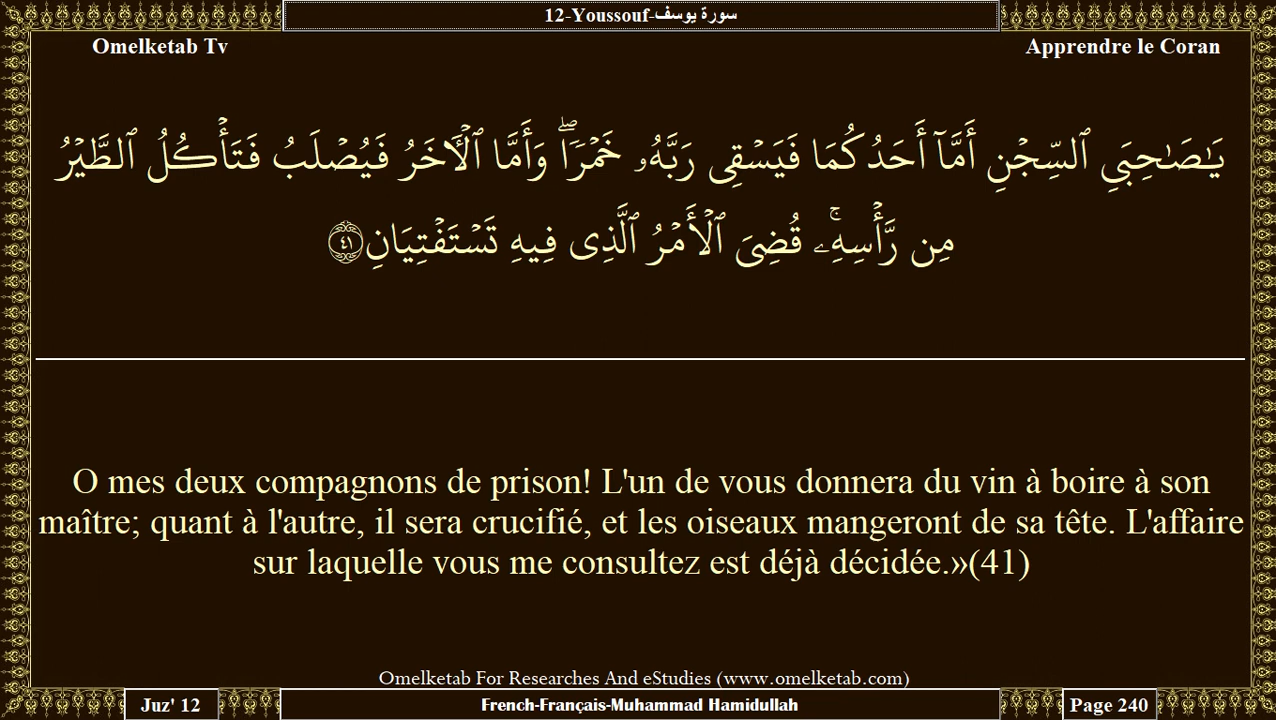 12-Youssouf-سورة يوسف
Omelketab Tv
Apprendre le Coran
يَـٰصَـٰحِبَىِ ٱلسِّجْنِ أَمَّآ أَحَدُكُمَا فَيَسْقِى رَبَّهُۥ خَمْرًۭا ۖ وَأَمَّا ٱلْـَٔاخَرُ فَيُصْلَبُ فَتَأْكُلُ ٱلطَّيْرُ
مِن رَّأْسِهِۦ ۚ قُضِىَ ٱلْأَمْرُ ٱلَّذِى فِيهِ تَسْتَفْتِيَانِ ٤١
O mes deux compagnons de prison! L'un de vous donnera du vin à boire à son
maître; quant à l'autre, il sera crucifié, et les oiseaux mangeront de sa tête. L'affaire
sur laquelle vous me consultez est déjà décidée.»(41)
Omelketab For Researches And eStudies (www.omelketab.com)
Juz' 12
French-Français-Muhammad Hamidullah
Page 240